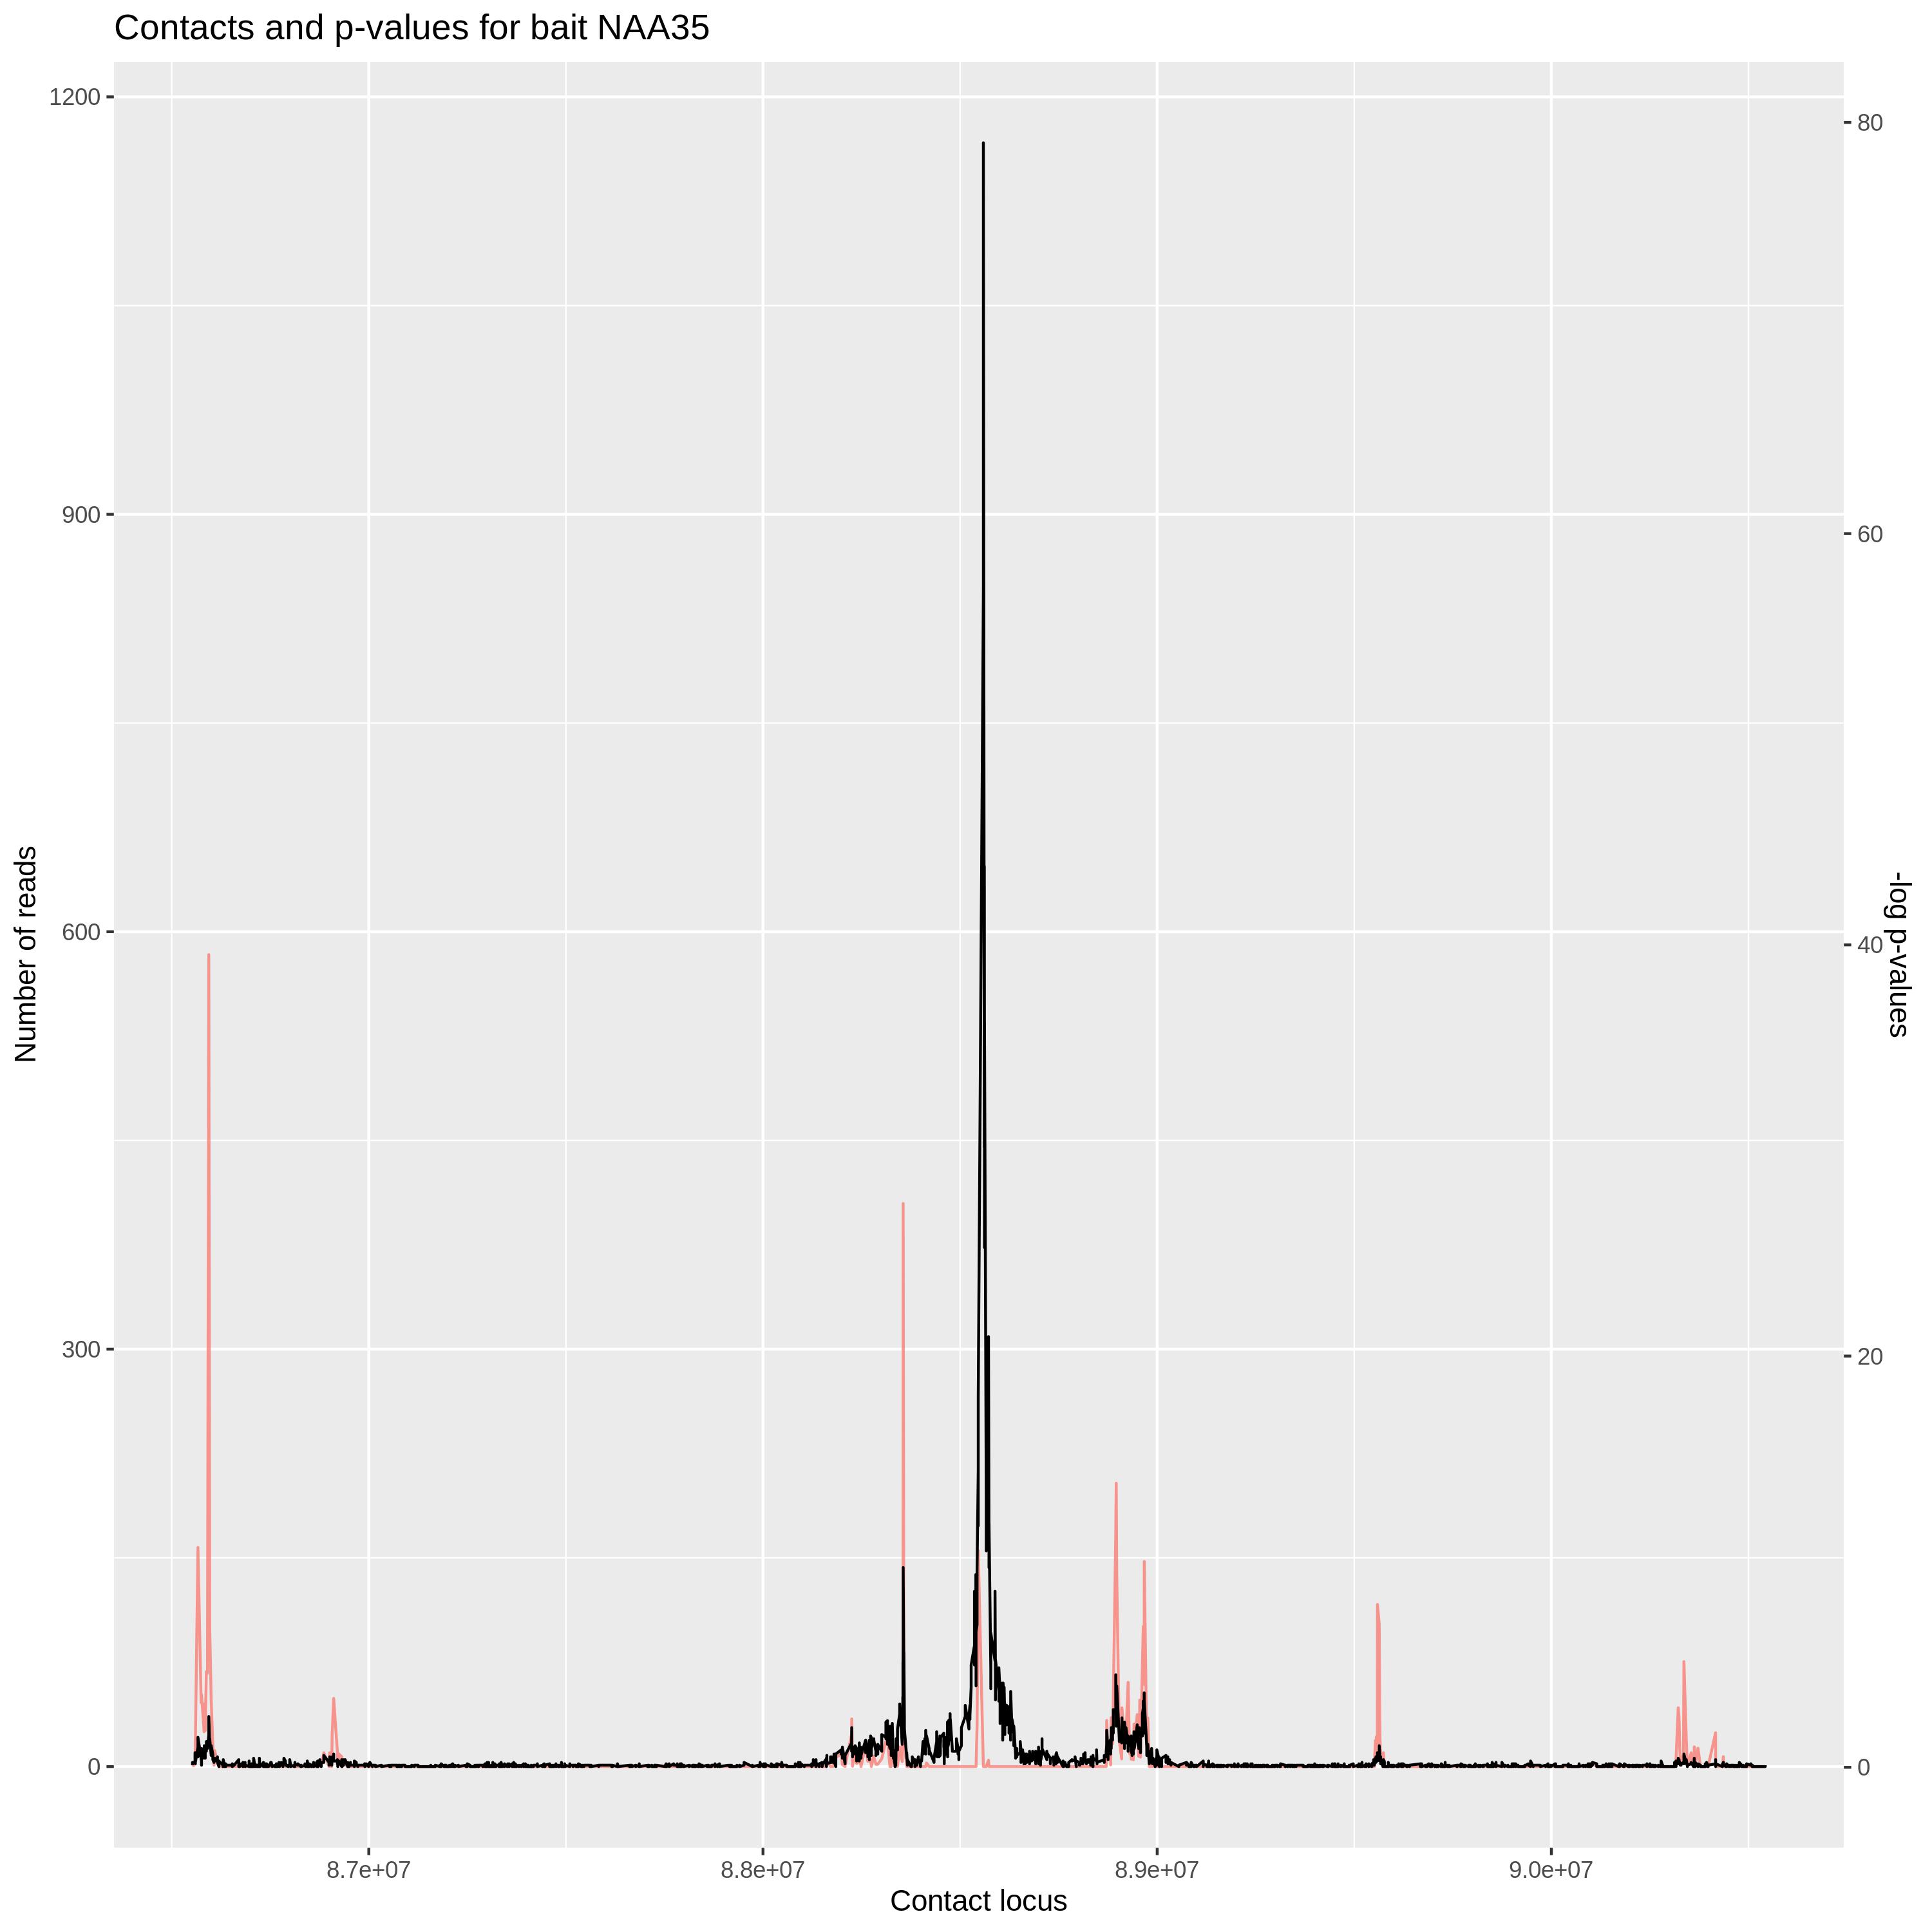 Contacts and p-values for bait NAA35
1200
900
600
300
0
Number of reads
80
60
40
20
0
-log p-values
8.7e+07
8.8e+07
8.9e+07
9.0e+07
Contact locus